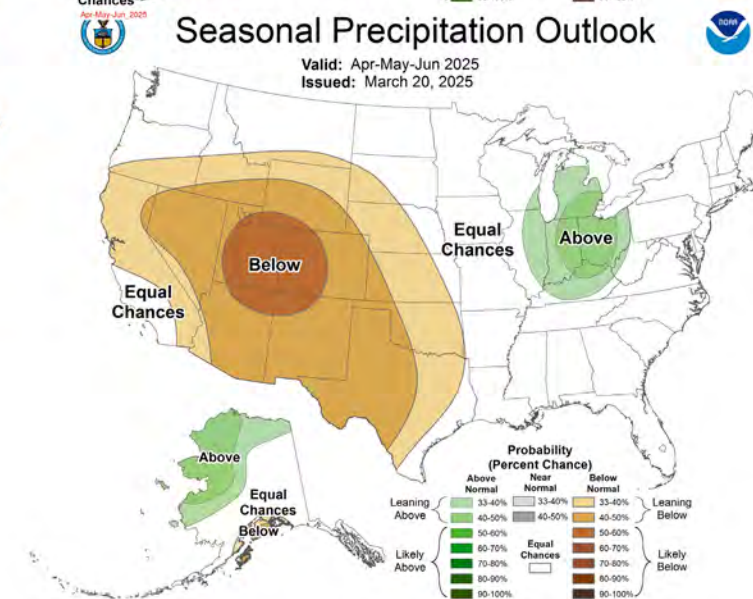 Chances
Apr-May-Jun 2025
NOAA
Seasonal Precipitation Outlook
Valid: Apr-May-Jun 2025
Issued: March 20, 2025
Equal
Chances
Above
Below
Equal
Chances
Above
Equal
Chances
Below
Probability
(Percent Chance)
Above
Normal
Near
Normal
Below
Normal
Leaning
Above
33-40%
33-40%
33-40%
Leaning
Below
40-50%
40-50%
40-50%
Likely
Above
50-60%
60-70%
70-80%
80-90%
90-100%
Equal
Chances
50-60%
60-70%
70-80%
80-90%
90-100%
Likely
Below